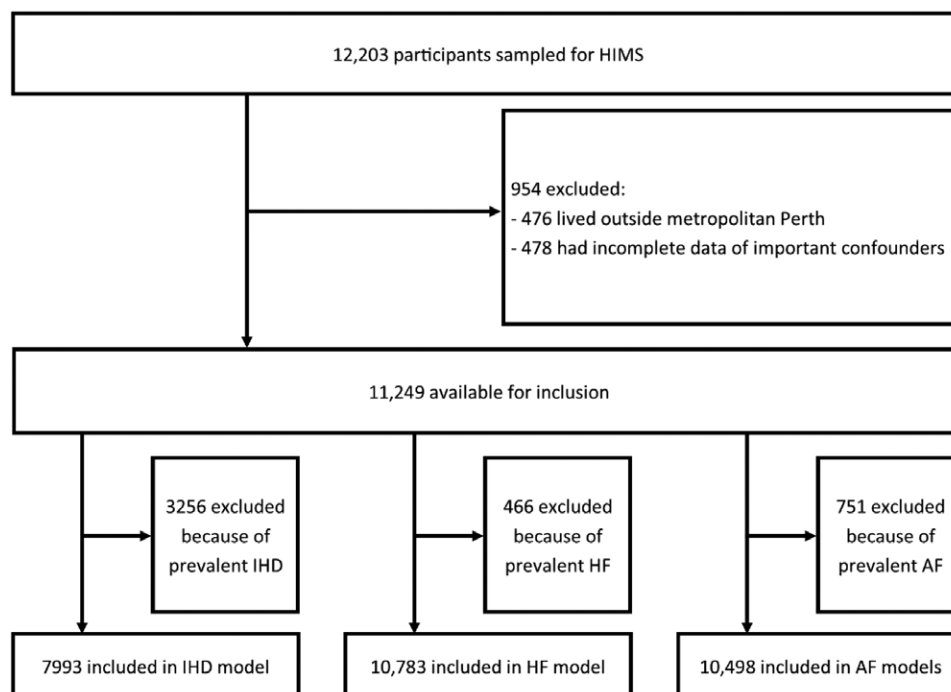 12,203 participants sampled for HIMS
954 excluded:
- 476 lived outside metropolitan Perth
- 478 had incomplete data of important confounders
11,249 available for inclusion
3256 excluded
because of
prevalent IHD
466 excluded
because of
prevalent HF
751 excluded
because of
prevalent AF
7993 included in IHD model
10,783 included in HF model
10,498 included in AF models